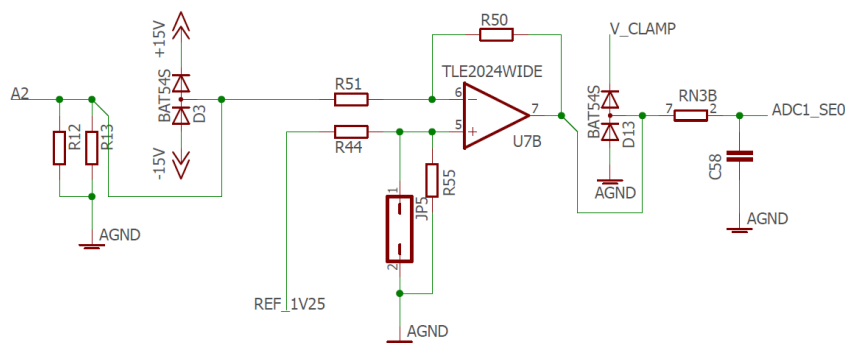 +15V
BAT54S
D3
-15V
A2
R12
R13
AGND
R51
R44
REF_1V25
R50
TLE2024WIDE
6
5
7
U7B
1
JP5
2
R55
AGND
V_CLAMP
BAT54S
D13
AGND
7
RN3B
2
ADC1_SE0
C58
AGND